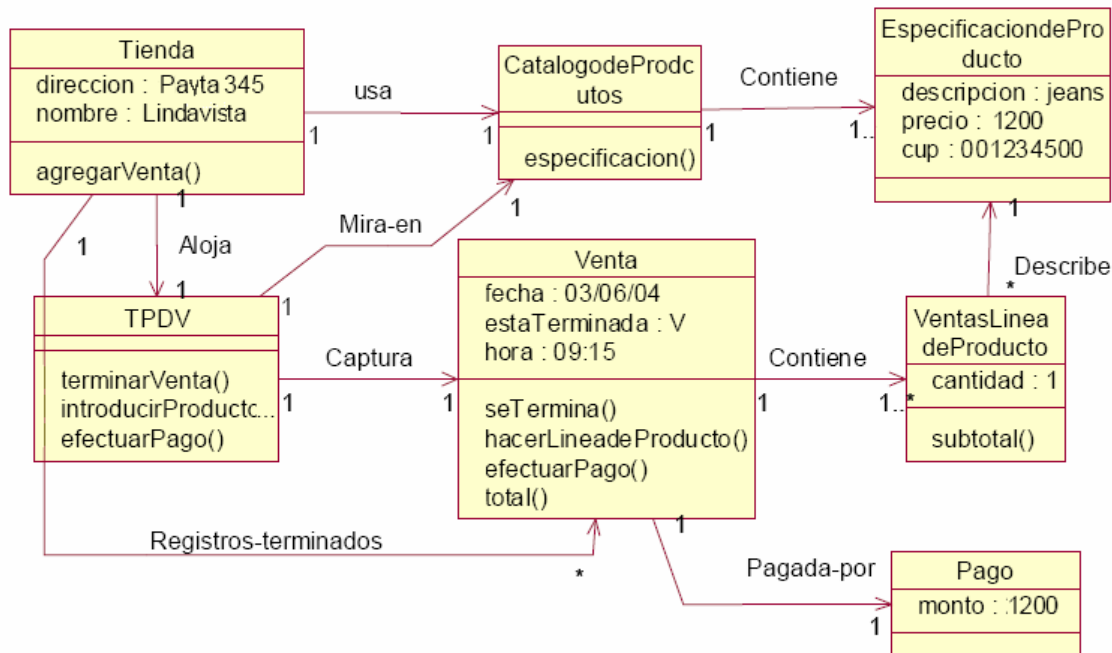 Tienda
direccion : Payta 345
nombre : Lindavista
agregarVenta()
usa
1
1
CatalogodeProdc
utos
especificacion()
Contiene
1
1..
EspecificaciondePro
ducto
descripcion : jeans
precio : 1200
cup : 001234500
1
1
Aloja
1
Mira-en
1
1
TPDV
terminarVenta()
introducirProductc...
efectuarPago()
Captura
1
1
Venta
fecha : 03/06/04
estaTerminada : V
hora : 09:15
seTermina()
hacerLineadeProducto()
efectuarPago()
total()
Contiene
1
1..*
1
Describe
*
VentasLinea
deProducto
cantidad : 1
subtotal()
Registros-terminados
*
1
Pagada-por
1
Pago
monto : 1200